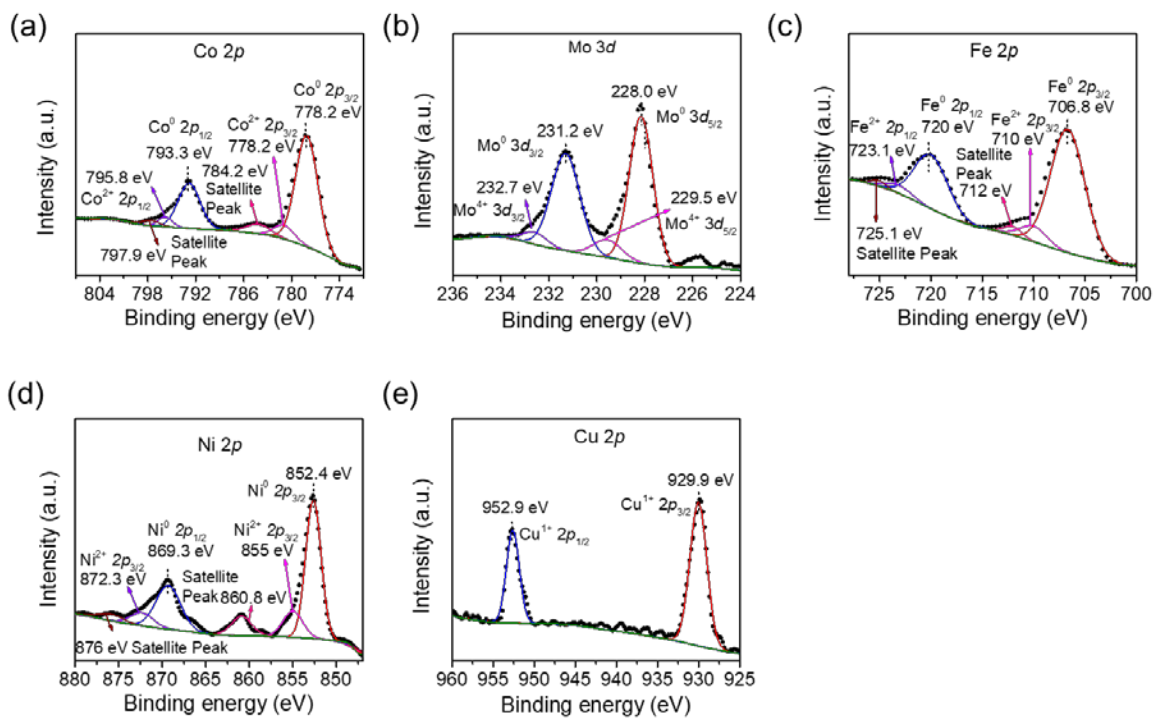 (a)
Co 2p
Co⁰ 2p₃/₂
778.2 eV
Co⁰ 2p₁/₂
793.3 eV
Co²⁺ 2p₃/₂
778.2 eV
784.2 eV
Satellite
Peak
795.8 eV
Co²⁺ 2p₁/₂
Satellite
Peak
797.9 eV
Intensity (a.u.)
804 798 792 786 780 774
Binding energy (eV)
(b)
Mo 3d
228.0 eV
Mo⁰ 3d₅/₂
231.2 eV
Mo⁰ 3d₃/₂
232.7 eV
Mo⁴⁺ 3d₃/₂
229.5 eV
Mo⁴⁺ 3d₅/₂
Intensity (a.u.)
236 234 232 230 228 226 224
Binding energy (eV)
(c)
Fe 2p
Fe⁰ 2p₃/₂
706.8 eV
Fe⁰ 2p₁/₂
720 eV
Fe²⁺ 2p₃/₂
710 eV
Fe²⁺ 2p₁/₂
723.1 eV
Satellite
Peak
712 eV
725.1 eV
Satellite Peak
Intensity (a.u.)
725 720 715 710 705 700
Binding energy (eV)
(d)
Ni 2p
852.4 eV
Ni⁰ 2p₃/₂
Ni⁰ 2p₁/₂
869.3 eV
Ni²⁺ 2p₃/₂
855 eV
Ni²⁺ 2p₃/₂
872.3 eV
Satellite
Peak
860.8 eV
876 eV Satellite Peak
Intensity (a.u.)
880 875 870 865 860 855 850
Binding energy (eV)
(e)
Cu 2p
929.9 eV
Cu¹⁺ 2p₃/₂
952.9 eV
Cu¹⁺ 2p₁/₂
Intensity (a.u.)
960 955 950 945 940 935 930 925
Binding energy (eV)